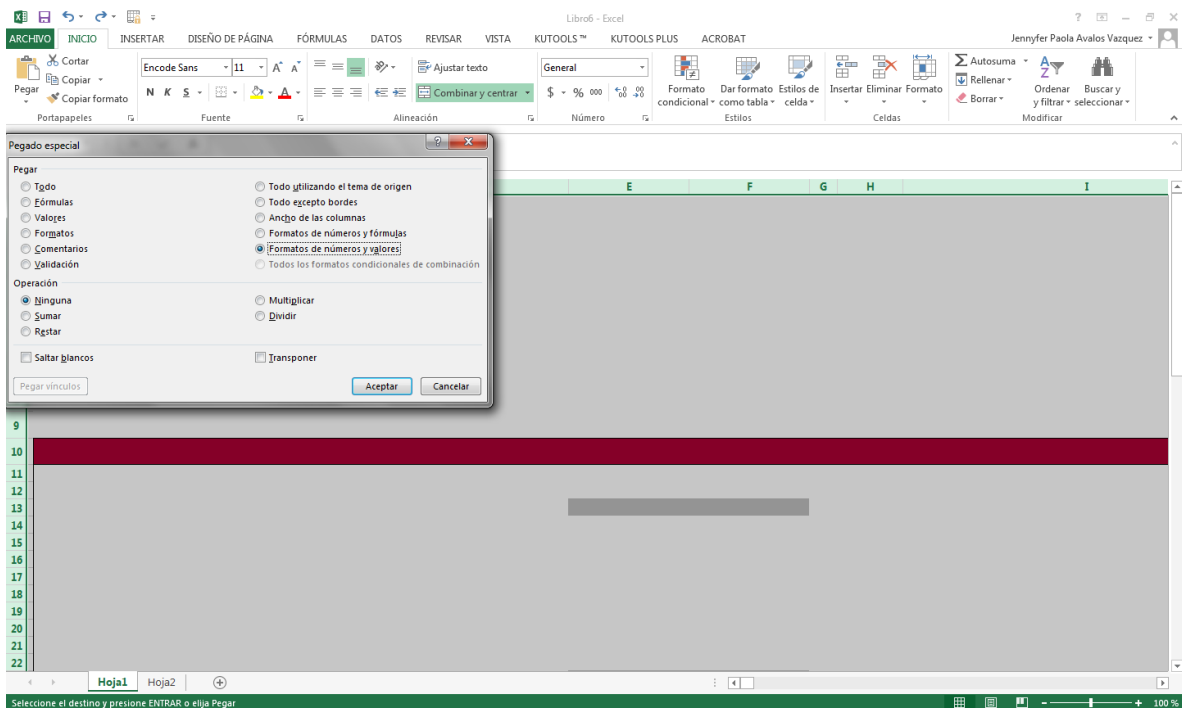 Libro6 - Excel
ARCHIVO INICIO INSERTAR DISEÑO DE PÁGINA FÓRMULAS DATOS REVISAR VISTA KUTOOLS ™ KUTOOLS PLUS ACROBAT Jennyfer Paola Avalos Vazquez
Pegar
Cortar
Copiar
Copiar formato
Portapapeles
Encode Sans 11
N K S
Fuente
Ajustar texto
Combinar y centrar
Alineación
General
$ % 000
Número
Formato condicional
Dar formato como tabla
Estilos de celda
Estilos
Insertar Eliminar Formato
Celdas
Autosuma
Rellenar
Borrar
Ordenar y filtrar
Buscar y seleccionar
Modificar
Pegado especial
Pegar
Todo
Fórmulas
Valores
Formatos
Comentarios
Validación
Todo utilizando el tema de origen
Todo excepto bordes
Ancho de las columnas
Formatos de números y fórmulas
Formatos de números y valores
Todos los formatos condicionales de combinación
Operación
Ninguna
Sumar
Restar
Multiplicar
Dividir
Saltar blancos
Transponer
Pegar vínculos
Aceptar
Cancelar
E F G H I
9
10
11
12
13
14
15
16
17
18
19
20
21
22
Hoja1 Hoja2
Seleccione el destino y presione ENTRAR o elija Pegar
100 %